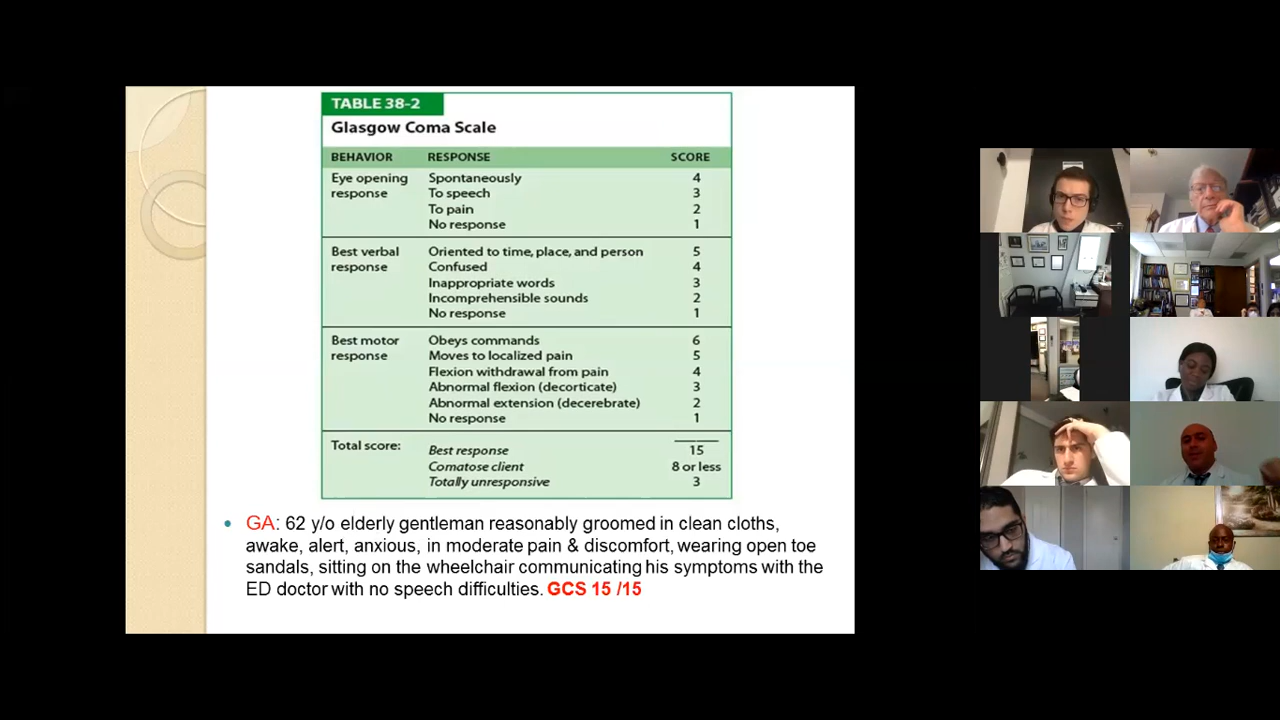 TABLE 38-2
Glasgow Coma Scale
BEHAVIOR RESPONSE SCORE
Eye opening Spontaneously 4
response To speech 3
To pain 2
No response 1
Best verbal Oriented to time, place, and person 5
response Confused 4
Inappropriate words 3
Incomprehensible sounds 2
No response 1
Best motor Obeys commands 6
response Moves to localized pain 5
Flexion withdrawal from pain 4
Abnormal flexion (decorticate) 3
Abnormal extension (decerebrate) 2
No response 1
Total score: Best response 15
Comatose client 8 or less
Totally unresponsive 3
• GA: 62 y/o elderly gentleman reasonably groomed in clean cloths,
awake, alert, anxious, in moderate pain & discomfort, wearing open toe
sandals, sitting on the wheelchair communicating his symptoms with the
ED doctor with no speech difficulties. GCS 15 /15